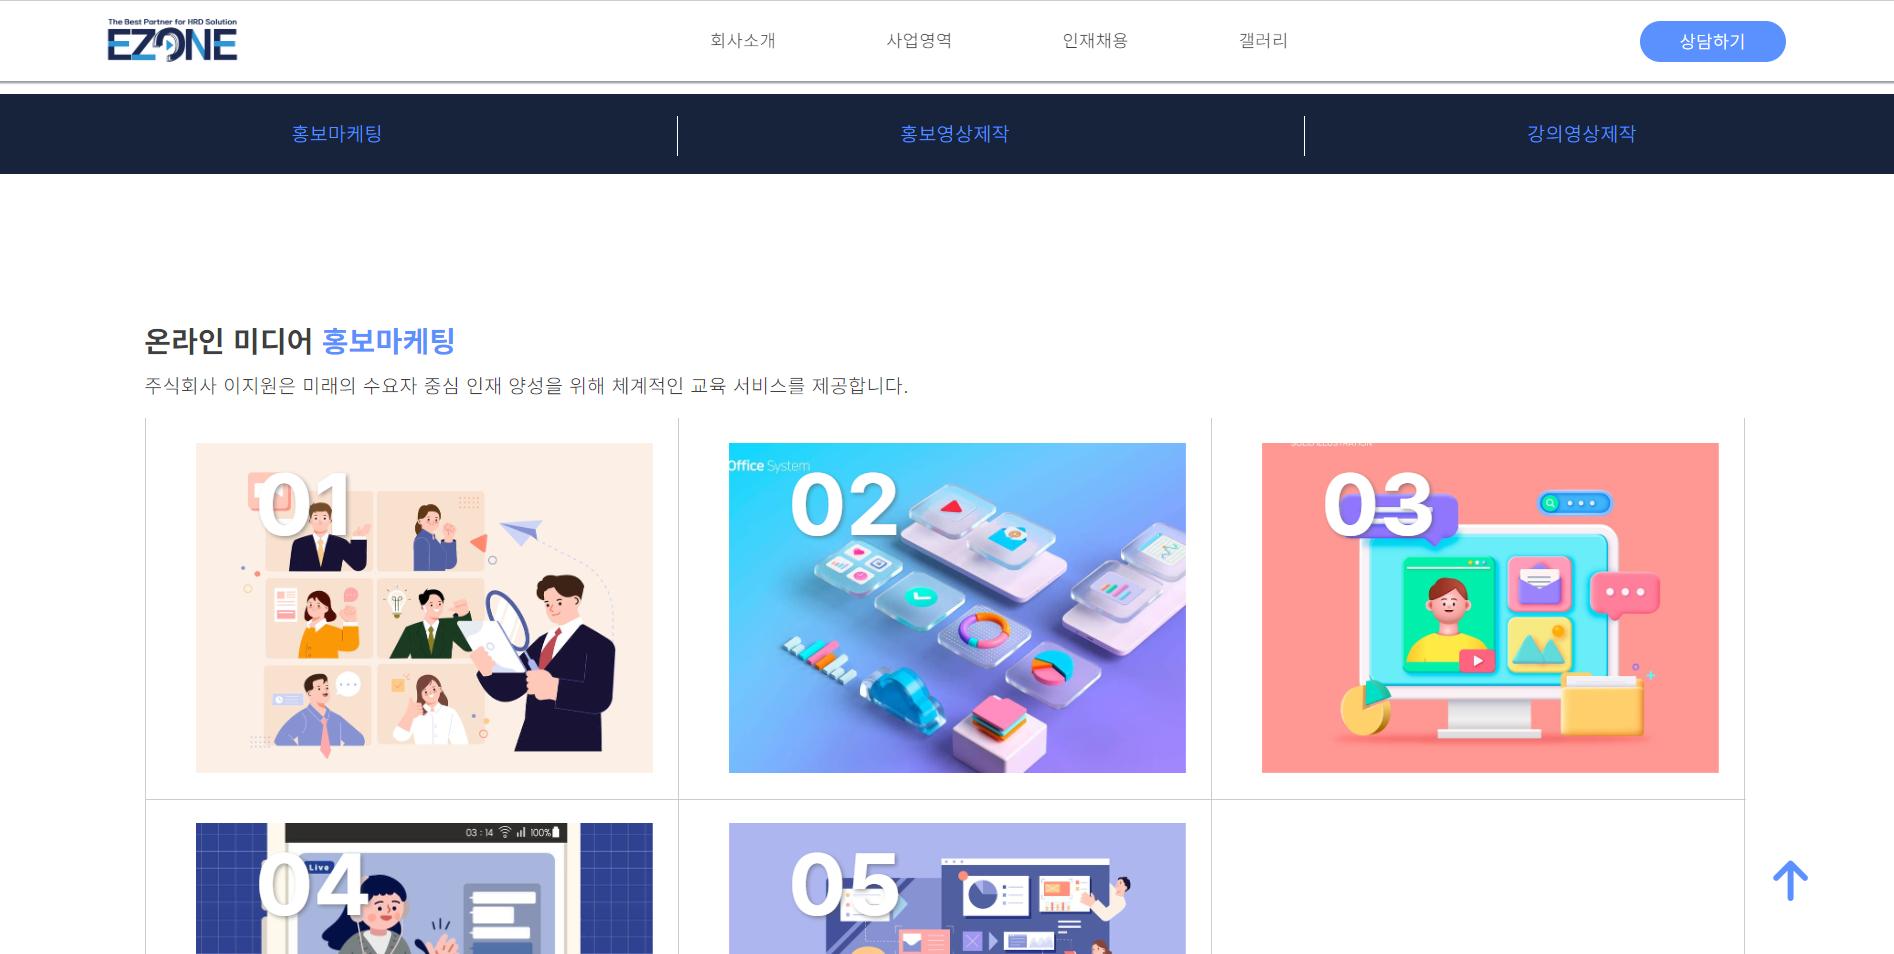 The Best Partner for HRD Solution
EZONE
회사소개
사업영역
인재채용
갤러리
상담하기
홍보마케팅
홍보영상제작
강의영상제작
온라인 미디어 홍보마케팅
주식회사 이지원은 미래의 수요자 중심 인재 양성을 위해 체계적인 교육 서비스를 제공합니다.
01
Office System
02
SOLID ILLUSTRATION
03
03 : 14 100%
Live
04
05